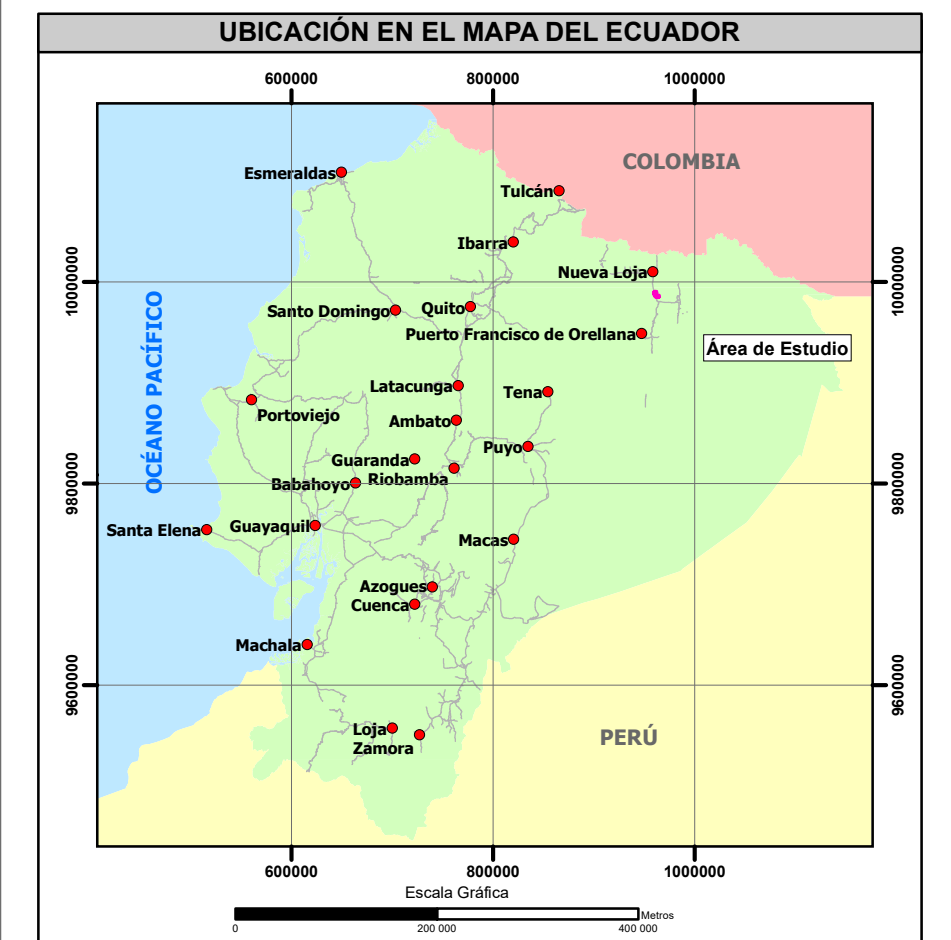 UBICACIÓN EN EL MAPA DEL ECUADOR
600000 800000 1000000
COLOMBIA
Esmeraldas
Tulcán
Ibarra
Nueva Loja
10000000 10000000
OCÉANO PACÍFICO
Santo Domingo
Quito
Puerto Francisco de Orellana
Área de Estudio
Latacunga
Tena
Portoviejo
Ambato
Puyo
Guaranda
Riobamba
Babahoyo
9800000 9800000
Santa Elena
Guayaquil
Macas
Azogues
Cuenca
Machala
9600000 9600000
Loja
Zamora
PERÚ
600000 800000 1000000
Escala Gráfica
Metros
0 200 000 400 000